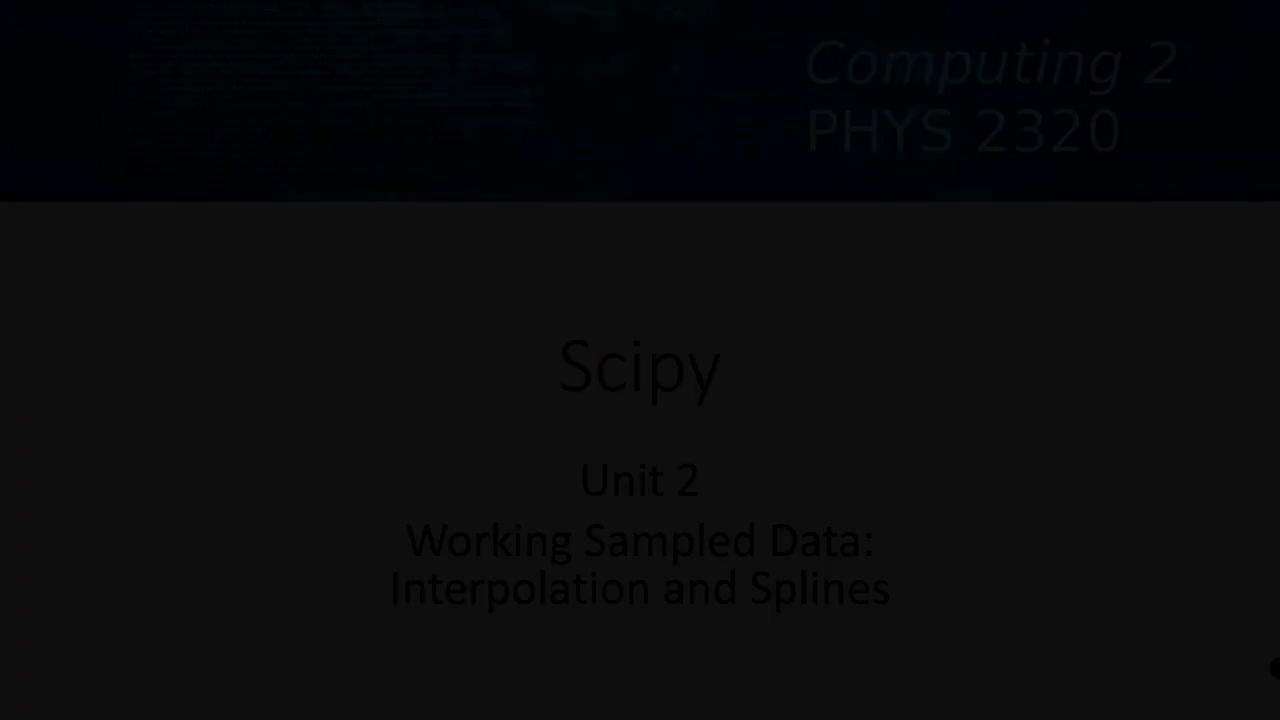 Computing 2
PHYS 2320
Scipy
Unit 2
Working Sampled Data:
Interpolation and Splines